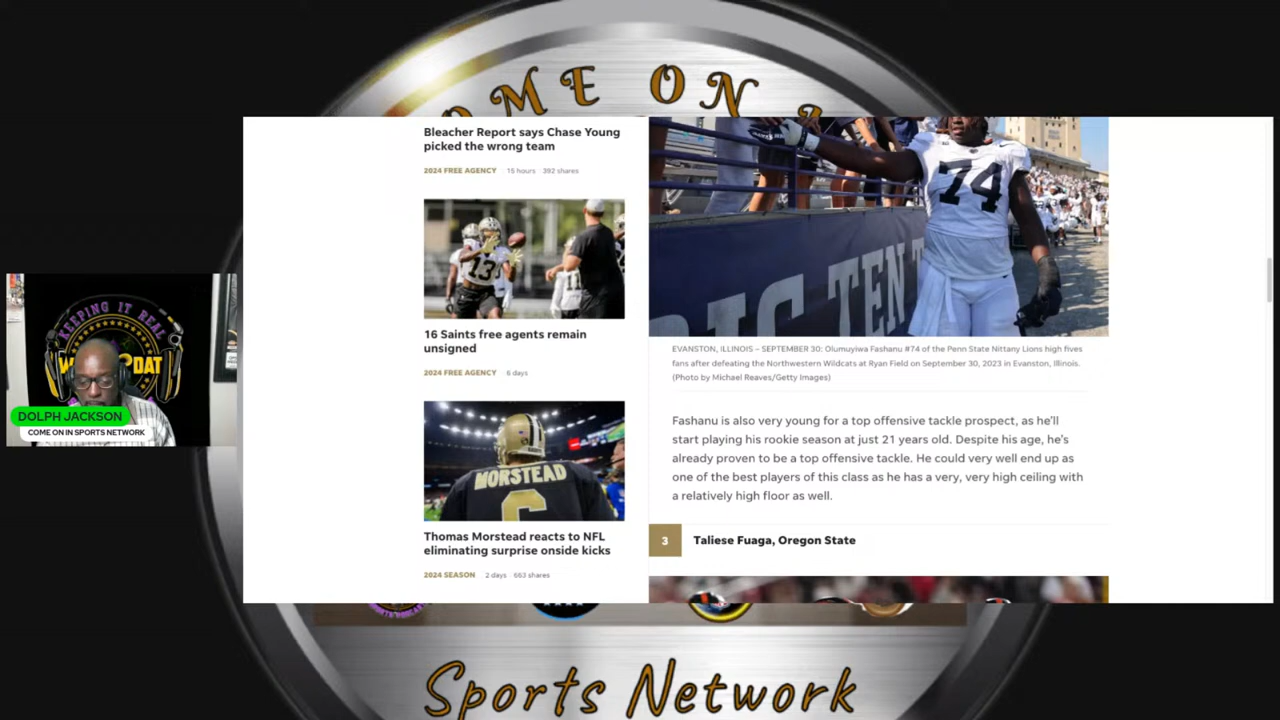 OME ON
Bleacher Report says Chase Young
picked the wrong team
2024 FREE AGENCY 15 hours 392 shares
13
16 Saints free agents remain
unsigned
2024 FREE AGENCY 6 days
MORSTEAD
6
Thomas Morstead reacts to NFL
eliminating surprise onside kicks
2024 SEASON 2 days 663 shares
74
TEN
EVANSTON, ILLINOIS – SEPTEMBER 30: Olumuyiwa Fashanu #74 of the Penn State Nittany Lions high fives
fans after defeating the Northwestern Wildcats at Ryan Field on September 30, 2023 in Evanston, Illinois.
(Photo by Michael Reaves/Getty Images)
Fashanu is also very young for a top offensive tackle prospect, as he'll
start playing his rookie season at just 21 years old. Despite his age, he's
already proven to be a top offensive tackle. He could very well end up as
one of the best players of this class as he has a very, very high ceiling with
a relatively high floor as well.
3 Taliese Fuaga, Oregon State
KEEPING IT REAL
DAT
DOLPH JACKSON
COME ON IN SPORTS NETWORK
Sports Network